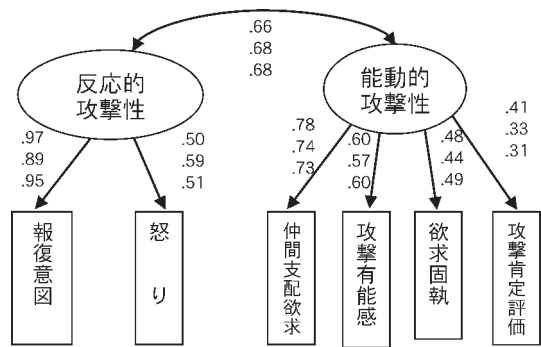 .66
.68
.68
反応的
攻撃性
能動的
攻撃性
.97
.89
.95
.50
.59
.51
.78
.74
.73
.60
.57
.60
.48
.44
.49
.41
.33
.31
報復意図
怒り
仲間支配欲求
攻撃有能感
欲求固執
攻撃肯定評価